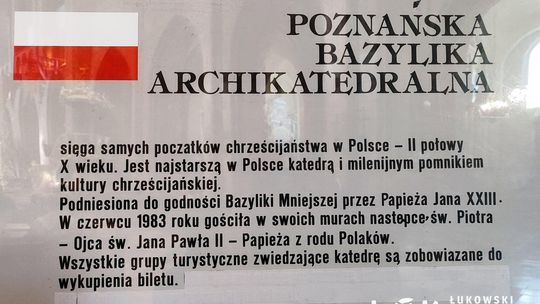 POZNAŃSKA
BAZYLIKA
ARCHIKATEDRALNA
sięga samych początków chrześcijaństwa w Polsce – II połowy
X wieku. Jest najstarszą w Polsce katedrą i milenijnym pomnikiem
kultury chrześcijańskiej.
Podniesiona do godności Bazyliki Mniejszej przez Papieża Jana XXIII.
W czerwcu 1983 roku gościła w swoich murach następcę św. Piotra
– Ojca św. Jana Pawła II – Papieża z rodu Polaków.
Wszystkie grupy turystyczne zwiedzające katedrę są zobowiazane do
wykupienia biletu.
ŁUKOWSKI